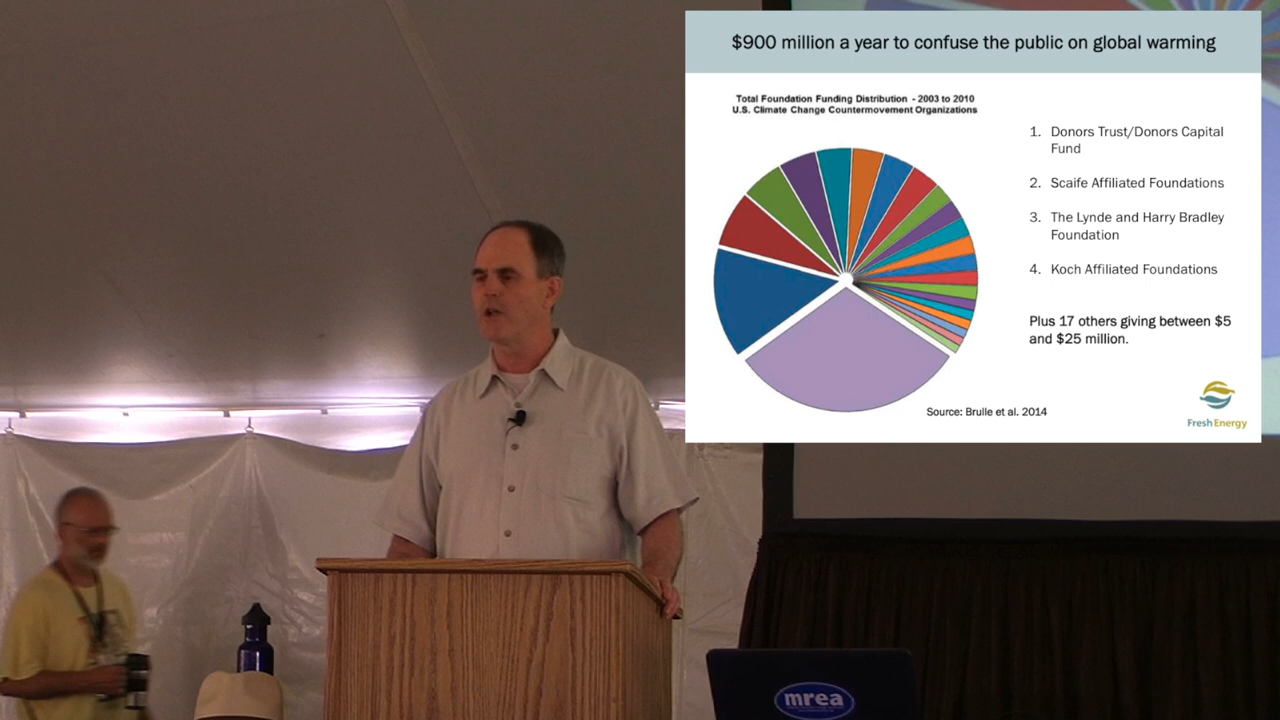 $900 million a year to confuse the public on global warming
Total Foundation Funding Distribution - 2003 to 2010
U.S. Climate Change Countermovement Organizations
1. Donors Trust/Donors Capital
Fund
2. Scaife Affiliated Foundations
3. The Lynde and Harry Bradley
Foundation
4. Koch Affiliated Foundations
Plus 17 others giving between $5
and $25 million.
Source: Brulle et al. 2014
FreshEnergy
mrea